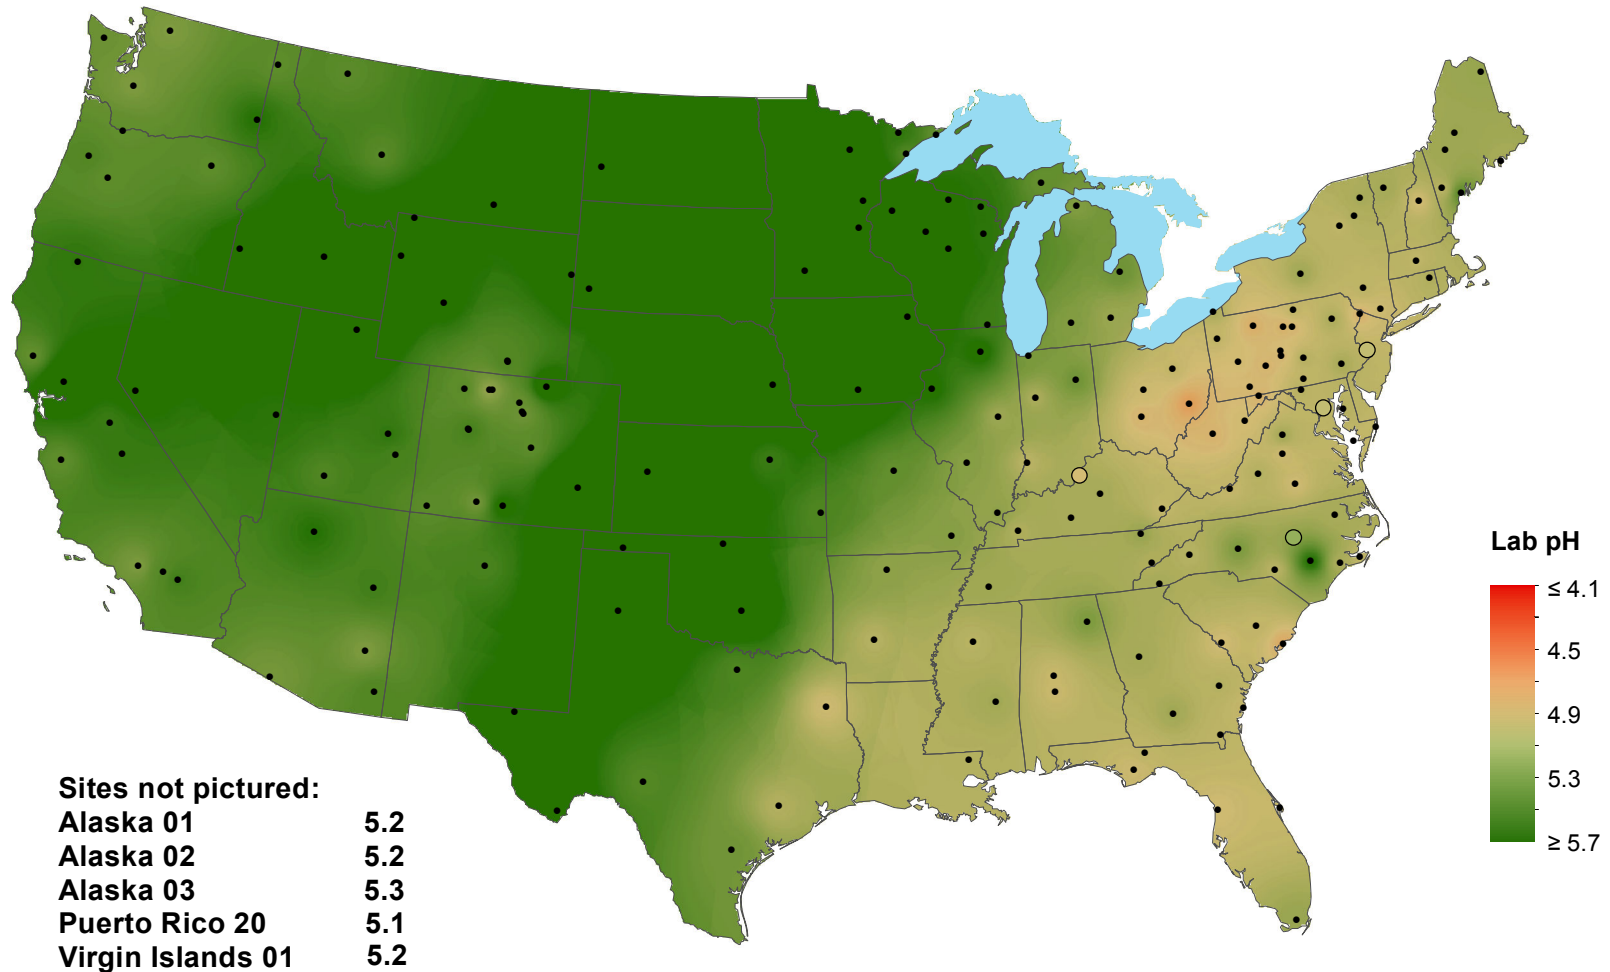 Lab pH
≤ 4.1
4.5
4.9
5.3
≥ 5.7
Sites not pictured:
Alaska 01 5.2
Alaska 02 5.2
Alaska 03 5.3
Puerto Rico 20 5.1
Virgin Islands 01 5.2